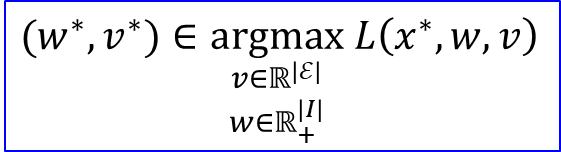 (w*, v*) ∈ argmax L(x*, w, v)
v∈ℝ^|ℰ|
w∈ℝ₊^|I|